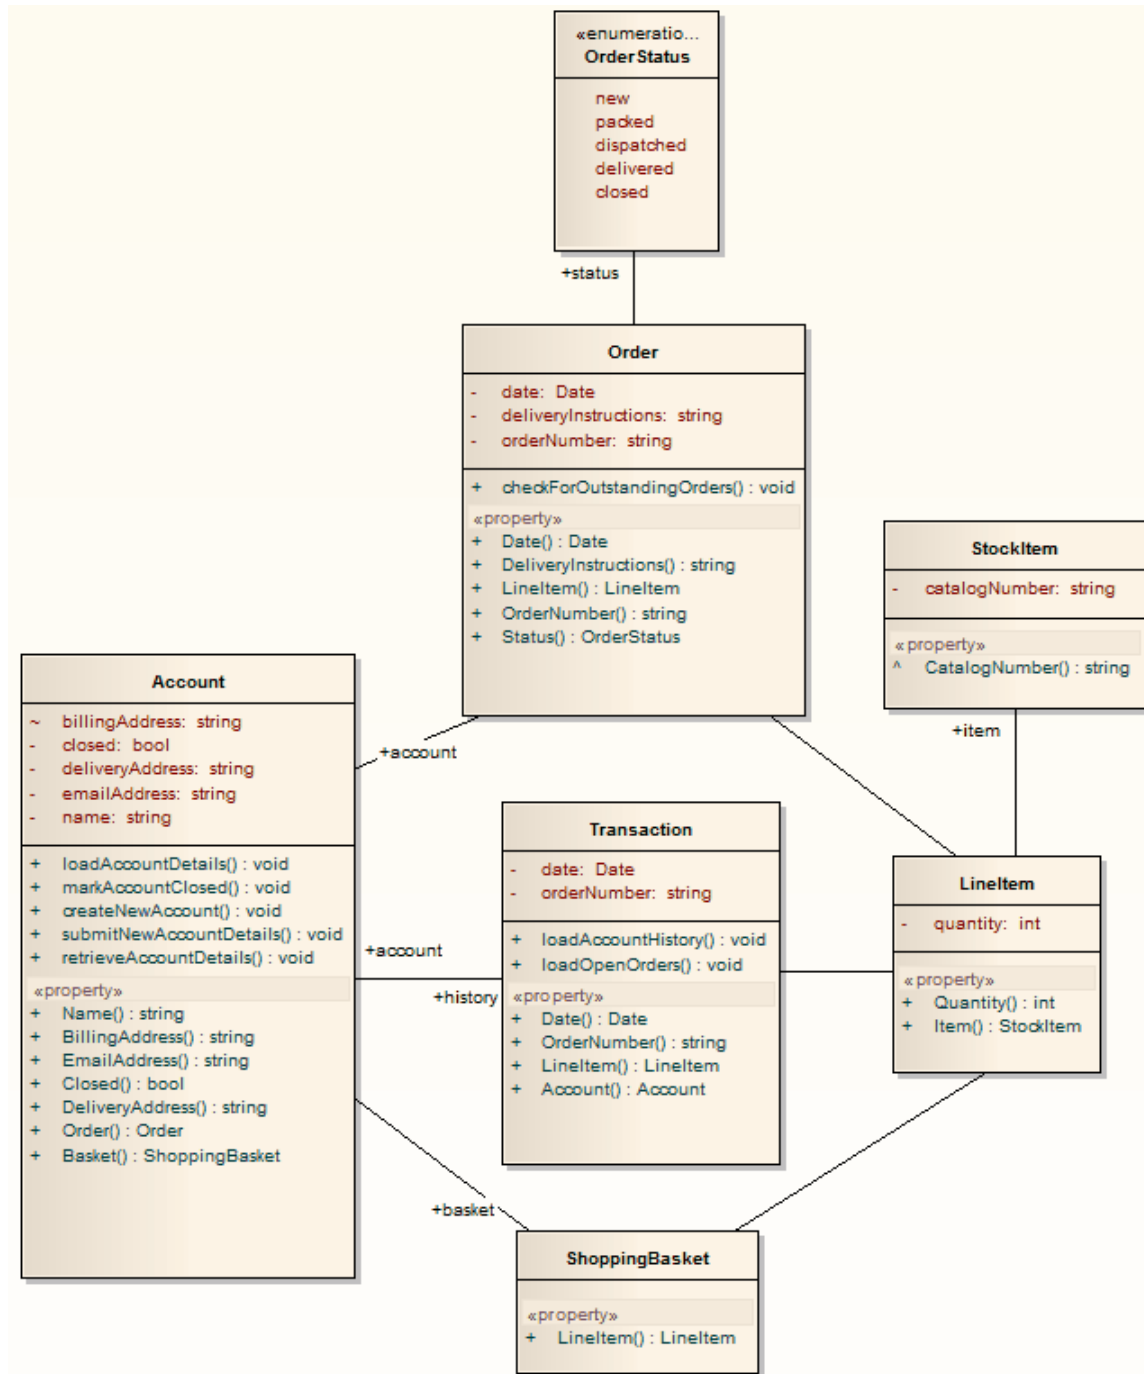 «enumeratio...
OrderStatus
new
packed
dispatched
delivered
closed
+status
Order
- date: Date
- deliveryInstructions: string
- orderNumber: string
+ checkForOutstandingOrders() : void
«property»
+ Date() : Date
+ DeliveryInstructions() : string
+ LineItem() : LineItem
+ OrderNumber() : string
+ Status() : OrderStatus
StockItem
- catalogNumber: string
«property»
^ CatalogNumber() : string
+item
Account
~ billingAddress: string
- closed: bool
- deliveryAddress: string
- emailAddress: string
- name: string
+ loadAccountDetails() : void
+ markAccountClosed() : void
+ createNewAccount() : void
+ submitNewAccountDetails() : void
+ retrieveAccountDetails() : void
«property»
+ Name() : string
+ BillingAddress() : string
+ EmailAddress() : string
+ Closed() : bool
+ DeliveryAddress() : string
+ Order() : Order
+ Basket() : ShoppingBasket
+account
+account
+history
+basket
Transaction
- date: Date
- orderNumber: string
+ loadAccountHistory() : void
+ loadOpenOrders() : void
«property»
+ Date() : Date
+ OrderNumber() : string
+ LineItem() : LineItem
+ Account() : Account
LineItem
- quantity: int
«property»
+ Quantity() : int
+ Item() : StockItem
ShoppingBasket
«property»
+ LineItem() : LineItem